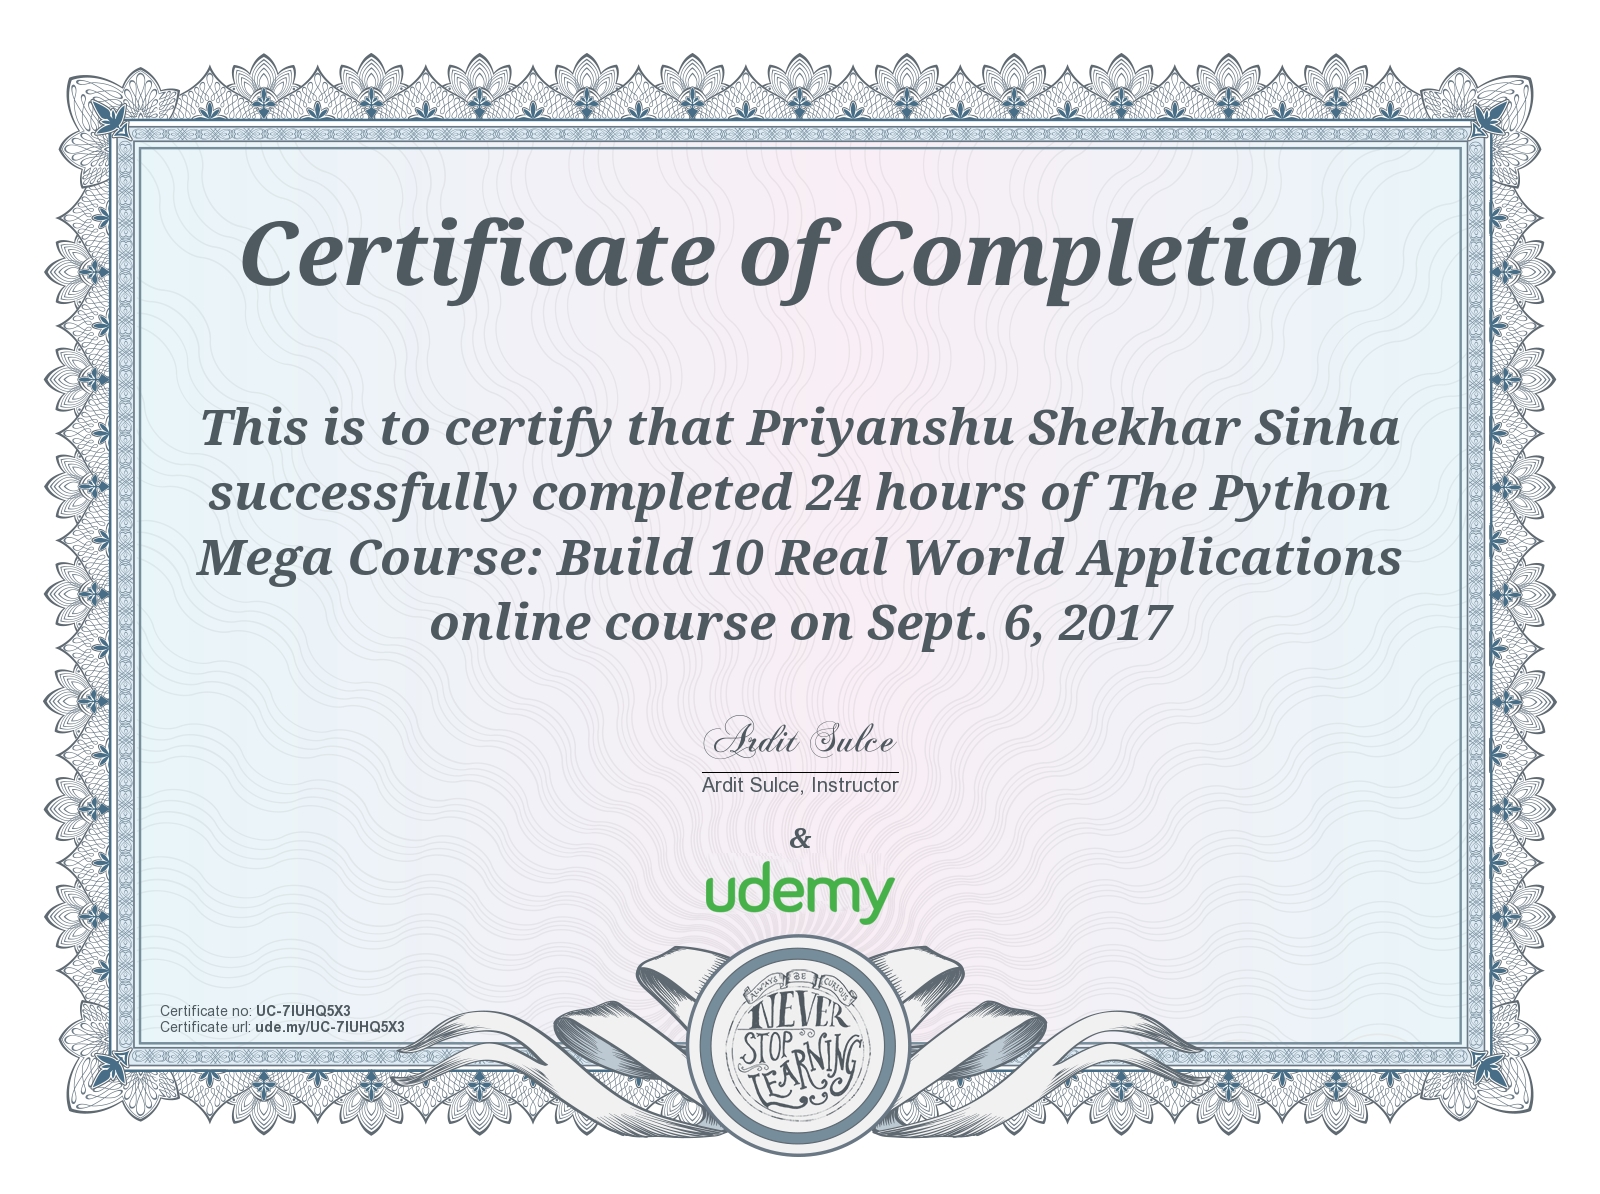 Certificate of Completion
This is to certify that Priyanshu Shekhar Sinha
successfully completed 24 hours of The Python
Mega Course: Build 10 Real World Applications
online course on Sept. 6, 2017
Ardit Sulce
Ardit Sulce, Instructor
&
udemy
Certificate no: UC-7IUHQ5X3
Certificate url: ude.my/UC-7IUHQ5X3
ALWAYS BE CURIOUS
NEVER
STOP
LEARNING